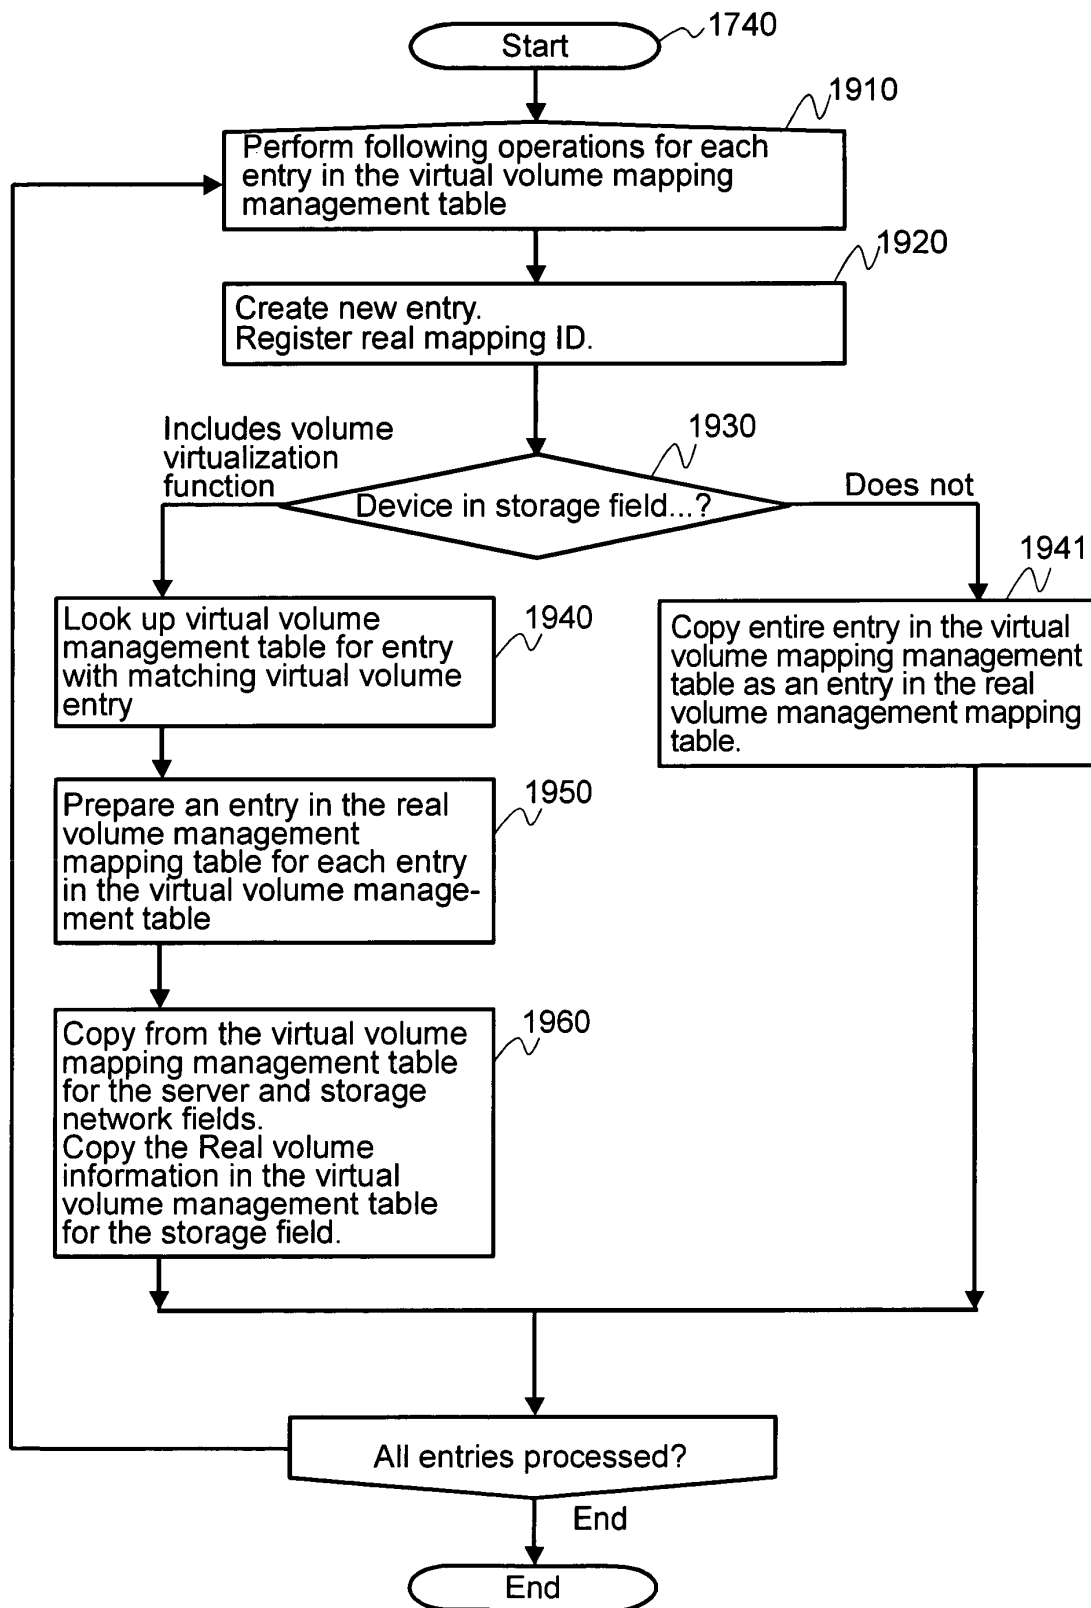 Start
1740
1910
Perform following operations for each
entry in the virtual volume mapping
management table
1920
Create new entry.
Register real mapping ID.
Includes volume
virtualization
function
1930
Device in storage field...?
Does not
1940
Look up virtual volume
management table for entry
with matching virtual volume
entry
1941
Copy entire entry in the virtual
volume mapping management
table as an entry in the real
volume management mapping
table.
1950
Prepare an entry in the real
volume management
mapping table for each entry
in the virtual volume manage-
ment table
1960
Copy from the virtual volume
mapping management table
for the server and storage
network fields.
Copy the Real volume
information in the virtual
volume management table
for the storage field.
All entries processed?
End
End